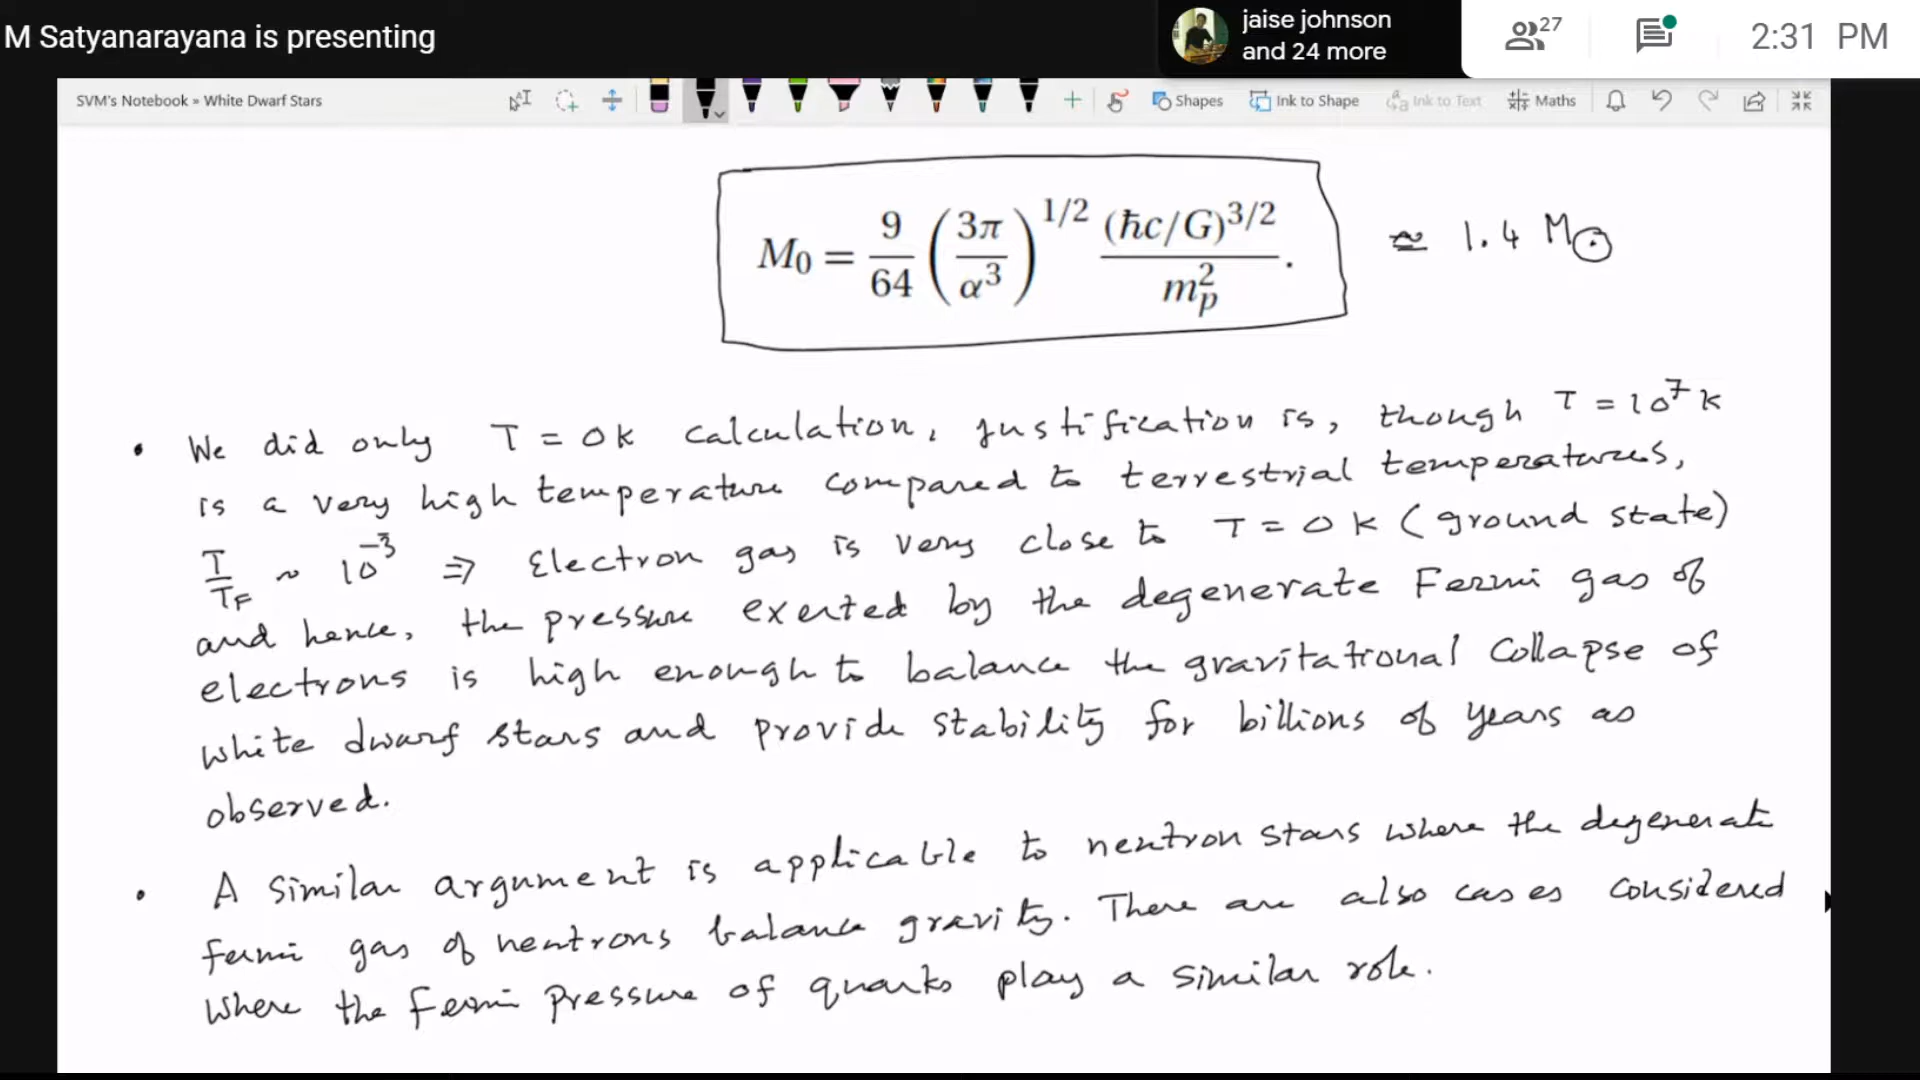 M Satyanarayana is presenting
jaise johnson
and 24 more
27
2:31 PM
SVM's Notebook » White Dwarf Stars
Shapes
Ink to Shape
Ink to Text
Maths
M₀ = 9/64 (3π/α³)^1/2 (ħc/G)^3/2 / m_p². ≃ 1.4 M⊙
• We did only T = 0K calculation, justification is, though T = 10⁷ K
is a very high temperature compared to terrestrial temperatures,
T/T_F ~ 10⁻³ ⇒ Electron gas is very close to T = 0 K (ground state)
and hence, the pressure exerted by the degenerate Fermi gas of
electrons is high enough to balance the gravitational collapse of
white dwarf stars and provide stability for billions of years as
observed.
• A similar argument is applicable to neutron stars where the degenerate
fermi gas of neutrons balance gravity. There are also cases considered
where the fermi pressure of quarks play a similar role.